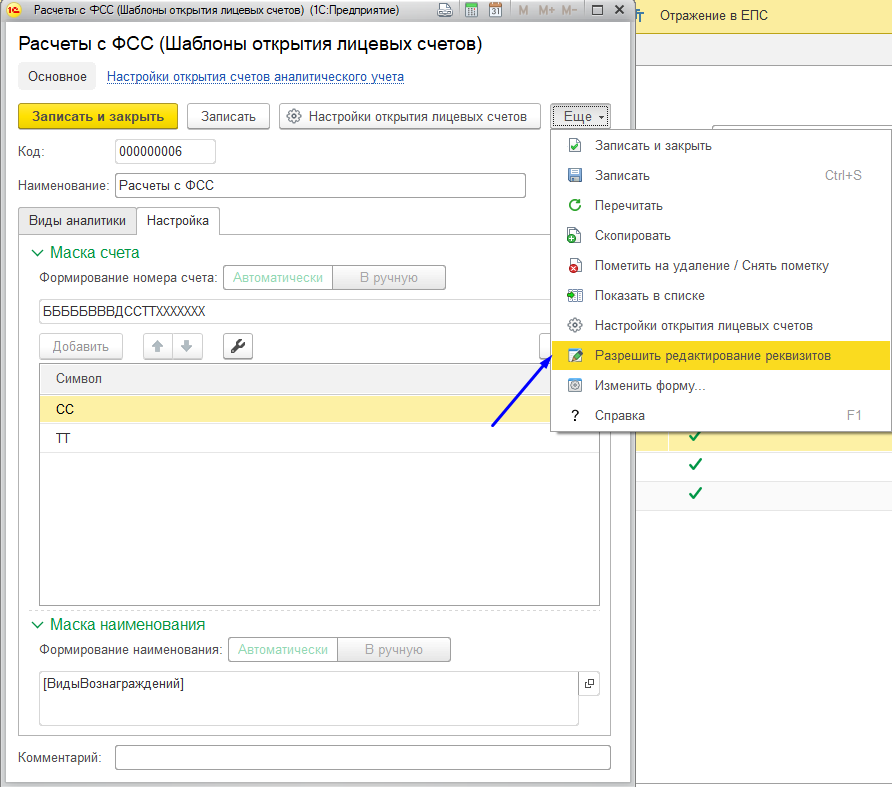 Расчеты с ФСС (Шаблоны открытия лицевых счетов) (1С:Предприятие)
31
M M+ M-
Отражение в ЕПС
Расчеты с ФСС (Шаблоны открытия лицевых счетов)
Основное
Настройки открытия счетов аналитического учета
Записать и закрыть
Записать
Настройки открытия лицевых счетов
Еще
Код:
000000006
Наименование:
Расчеты с ФСС
Виды аналитики
Настройка
Маска счета
Формирование номера счета:
Автоматически
В ручную
БББББВВВДССТТХХХХХХХ
Добавить
Символ
СС
ТТ
Маска наименования
Формирование наименования:
Автоматически
В ручную
[ВидыВознаграждений]
Комментарий:
Записать и закрыть
Записать Ctrl+S
Перечитать
Скопировать
Пометить на удаление / Снять пометку
Показать в списке
Настройки открытия лицевых счетов
Разрешить редактирование реквизитов
Изменить форму...
? Справка F1